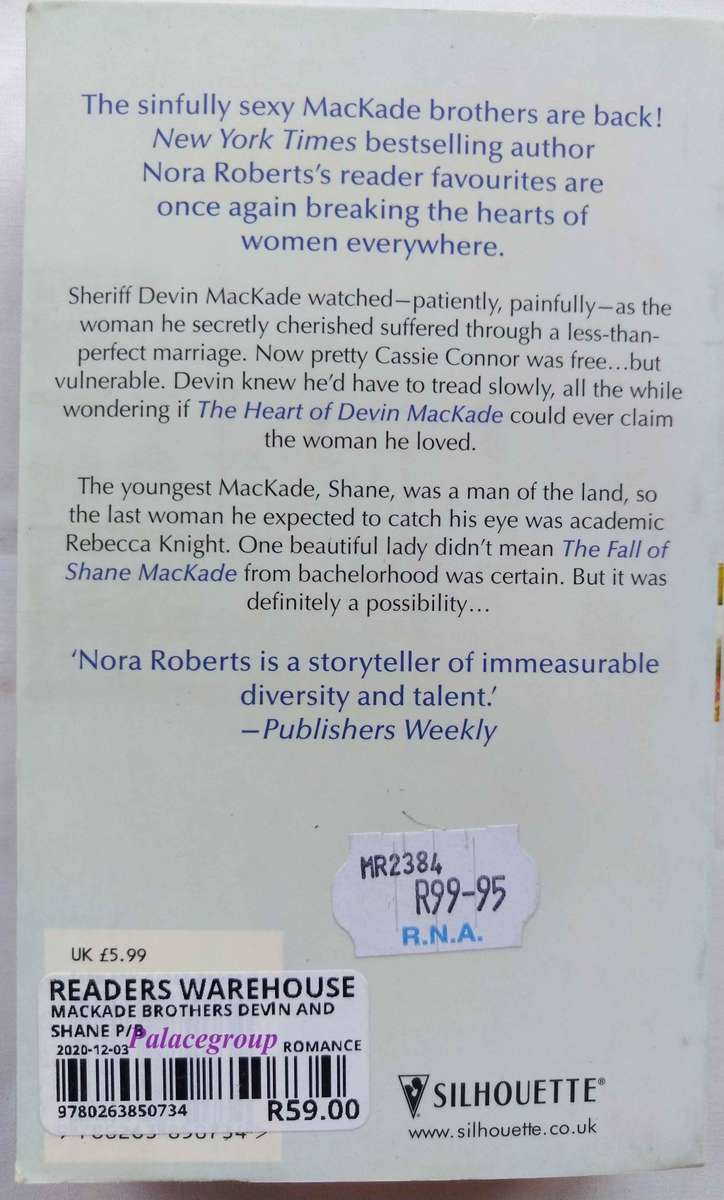 The sinfully sexy MacKade brothers are back!
New York Times bestselling author
Nora Roberts's reader favourites are
once again breaking the hearts of
women everywhere.
Sheriff Devin MacKade watched—patiently, painfully—as the
woman he secretly cherished suffered through a less-than-
perfect marriage. Now pretty Cassie Connor was free...but
vulnerable. Devin knew he'd have to tread slowly, all the while
wondering if The Heart of Devin MacKade could ever claim
the woman he loved.
The youngest MacKade, Shane, was a man of the land, so
the last woman he expected to catch his eye was academic
Rebecca Knight. One beautiful lady didn't mean The Fall of
Shane MacKade from bachelorhood was certain. But it was
definitely a possibility...
'Nora Roberts is a storyteller of immeasurable
diversity and talent.'
—Publishers Weekly
MR2384
R99-95
R.N.A.
UK £5.99
READERS WAREHOUSE
MACKADE BROTHERS DEVIN AND
SHANE P/B
Palacegroup
2020-12-03 ROMANCE
9780263850734 R59.00
SILHOUETTE®
www.silhouette.co.uk